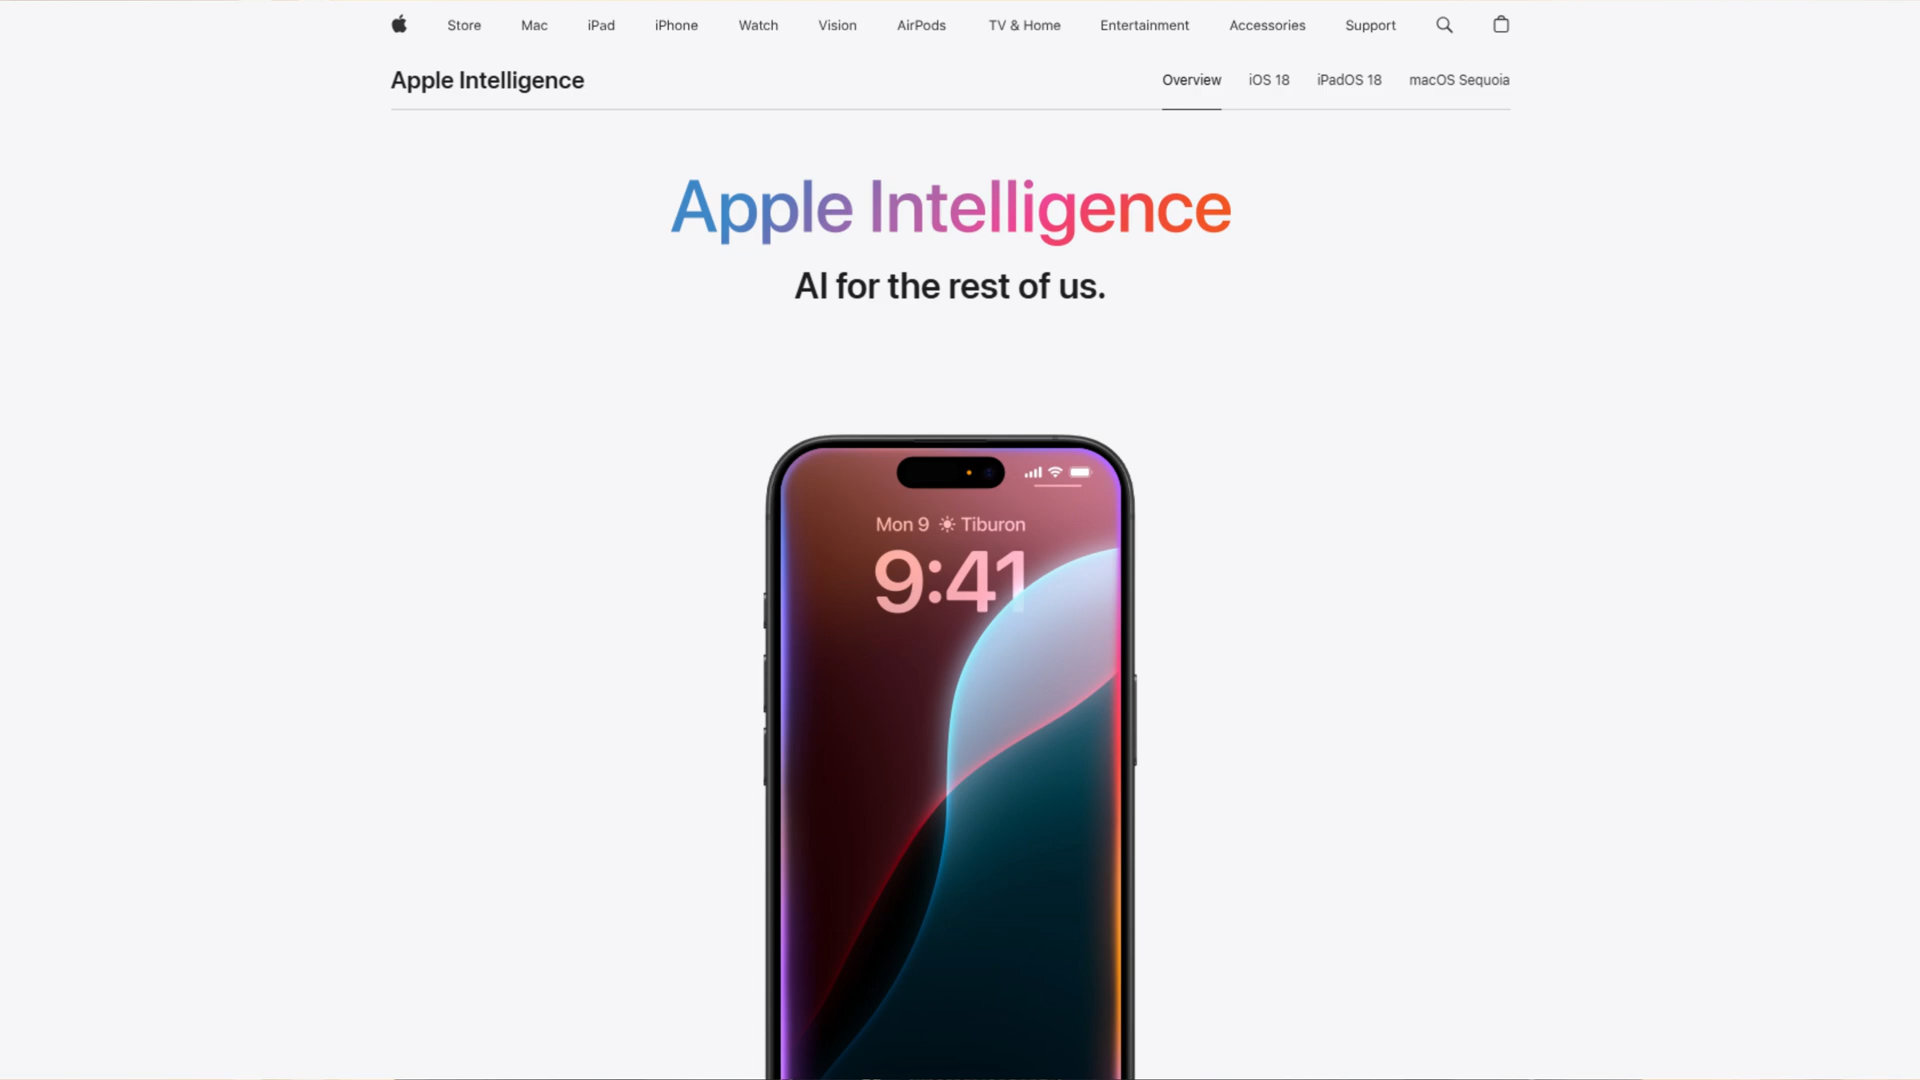 Store Mac iPad iPhone Watch Vision AirPods TV & Home Entertainment Accessories Support
Apple Intelligence Overview iOS 18 iPadOS 18 macOS Sequoia
Apple Intelligence
AI for the rest of us.
Mon 9 Tiburon
9:41